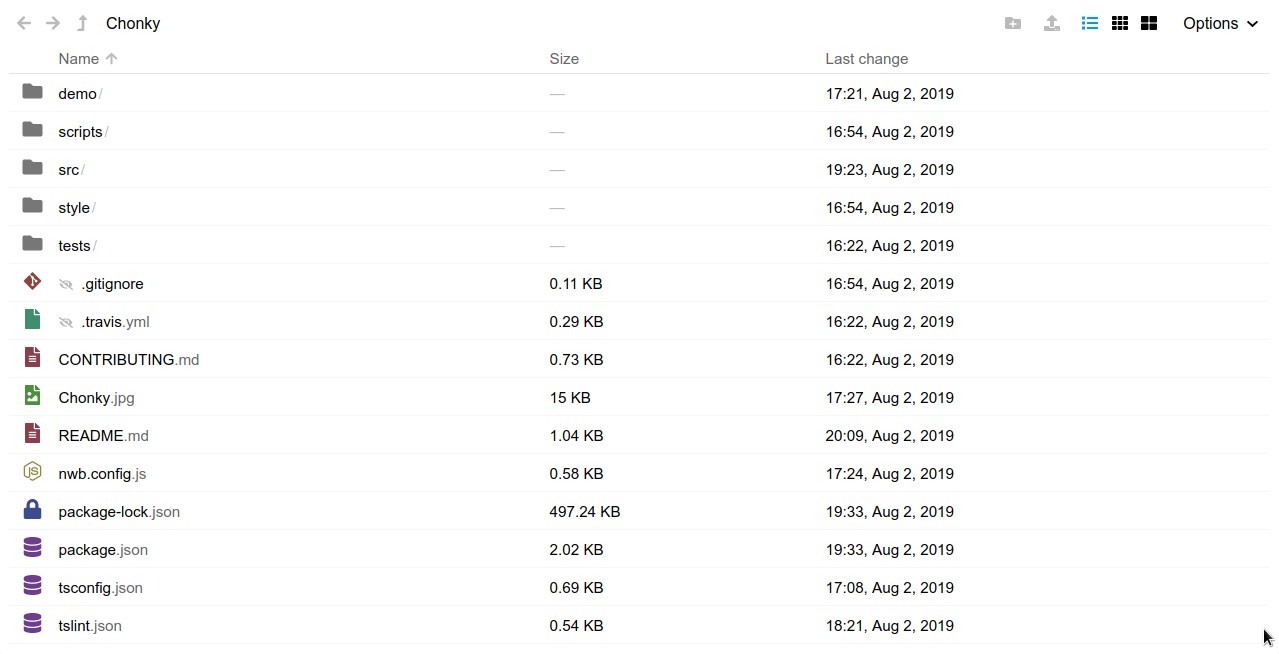 Chonky Options
Name Size Last change
demo/ — 17:21, Aug 2, 2019
scripts/ — 16:54, Aug 2, 2019
src/ — 19:23, Aug 2, 2019
style/ — 16:54, Aug 2, 2019
tests/ — 16:22, Aug 2, 2019
.gitignore 0.11 KB 16:54, Aug 2, 2019
.travis.yml 0.29 KB 16:22, Aug 2, 2019
CONTRIBUTING.md 0.73 KB 16:22, Aug 2, 2019
Chonky.jpg 15 KB 17:27, Aug 2, 2019
README.md 1.04 KB 20:09, Aug 2, 2019
JS nwb.config.js 0.58 KB 17:24, Aug 2, 2019
package-lock.json 497.24 KB 19:33, Aug 2, 2019
package.json 2.02 KB 19:33, Aug 2, 2019
tsconfig.json 0.69 KB 17:08, Aug 2, 2019
tslint.json 0.54 KB 18:21, Aug 2, 2019